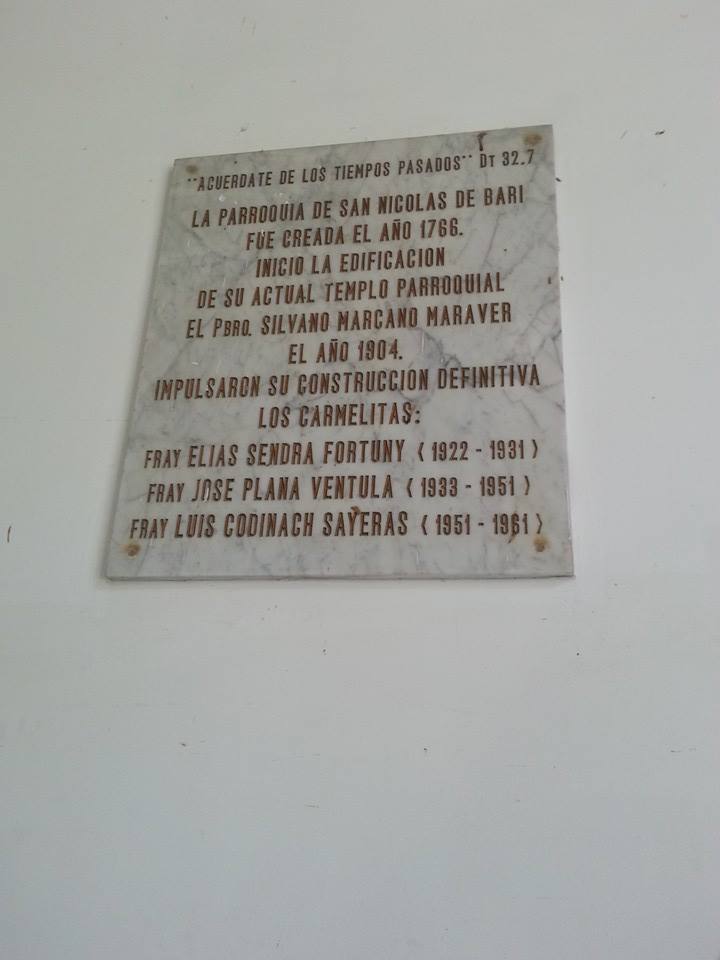 "ACUERDATE DE LOS TIEMPOS PASADOS" DT 32.7
LA PARROQUIA DE SAN NICOLAS DE BARI
FUE CREADA EL AÑO 1766.
INICIO LA EDIFICACION
DE SU ACTUAL TEMPLO PARROQUIAL
EL PBRO. SILVANO MARCANO MARAVER
EL AÑO 1904.
IMPULSARON SU CONSTRUCCION DEFINITIVA
LOS CARMELITAS:
FRAY ELIAS SENDRA FORTUNY (1922 - 1931)
FRAY JOSE PLANA VENTULA (1933 - 1951)
FRAY LUIS CODINACH SAYERAS (1951 - 1961)